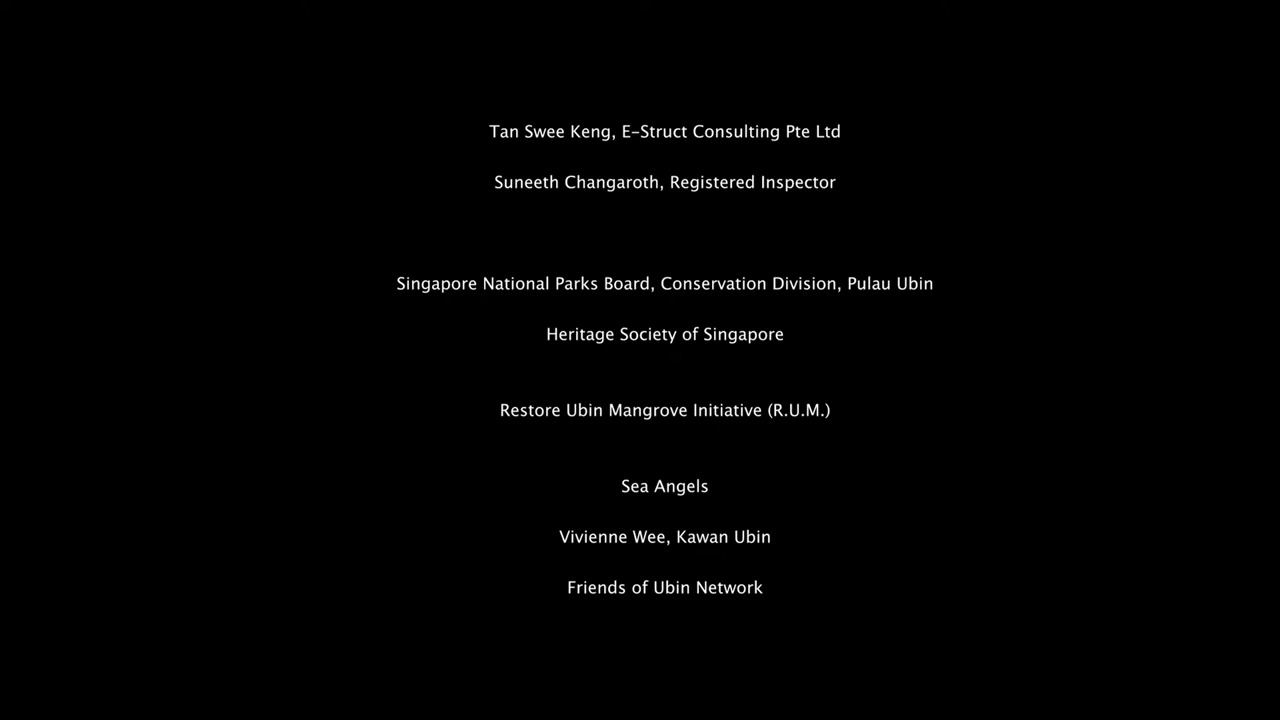 Tan Swee Keng, E-Struct Consulting Pte Ltd
Suneeth Changaroth, Registered Inspector
Singapore National Parks Board, Conservation Division, Pulau Ubin
Heritage Society of Singapore
Restore Ubin Mangrove Initiative (R.U.M.)
Sea Angels
Vivienne Wee, Kawan Ubin
Friends of Ubin Network